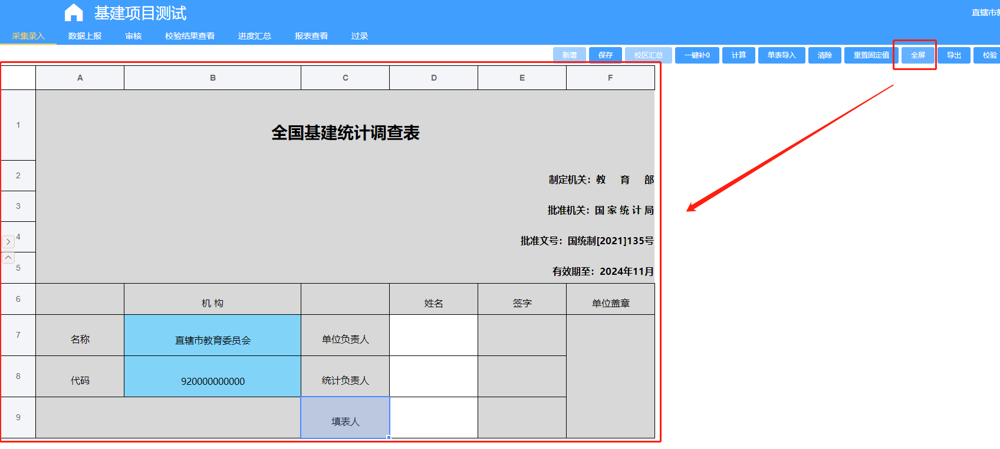 基建项目测试
直辖市教
采集录入 数据上报 审核 校验结果查看 进度汇总 报表查看 过录
新增 保存 校区汇总 一键补0 计算 单表导入 清除 重置固定值 全屏 导出 校验
A B C D E F
1 全国基建统计调查表
2 制定机关：教 育 部
3 批准机关：国 家 统 计 局
4 批准文号：国统制[2021]135号
5 有效期至：2024年11月
6 机 构 姓名 签字 单位盖章
7 名称 直辖市教育委员会 单位负责人
8 代码 920000000000 统计负责人
9 填表人